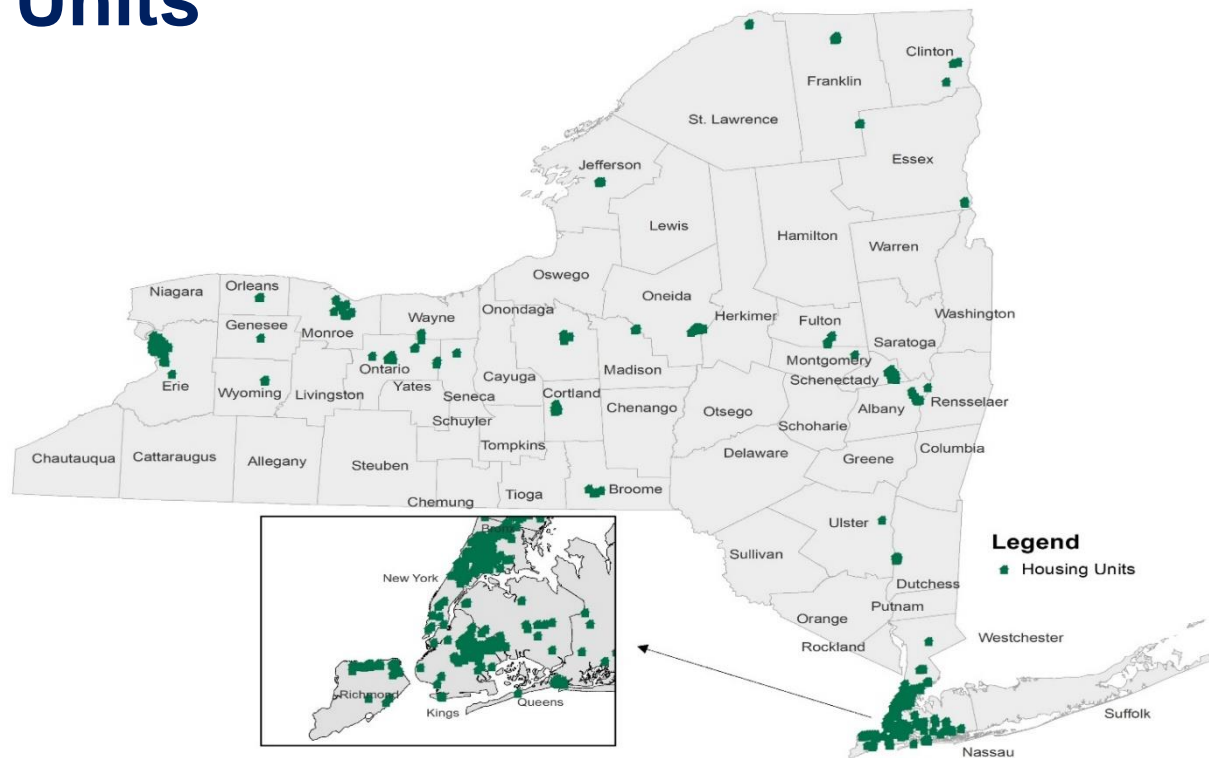 Units
Clinton
Franklin
St. Lawrence
Essex
Jefferson
Lewis
Hamilton
Warren
Oswego
Oneida
Herkimer
Washington
Niagara
Orleans
Genesee
Monroe
Wayne
Onondaga
Fulton
Saratoga
Montgomery
Schenectady
Ontario
Erie
Wyoming
Livingston
Yates
Seneca
Cayuga
Cortland
Madison
Chenango
Otsego
Schoharie
Albany
Rensselaer
Schuyler
Tompkins
Chautauqua
Cattaraugus
Allegany
Steuben
Delaware
Greene
Columbia
Chemung
Tioga
Broome
Ulster
Sullivan
Dutchess
Orange
Putnam
Rockland
Westchester
Suffolk
Nassau
Legend
Housing Units
Bronx
New York
Richmond
Kings
Queens